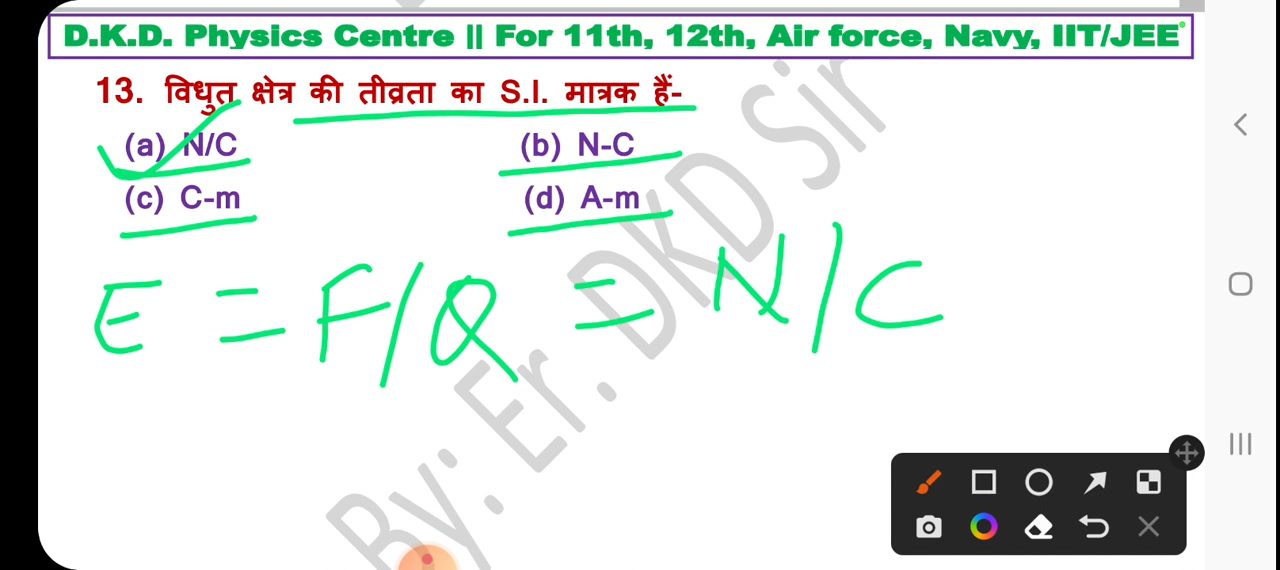 D.K.D. Physics Centre || For 11th, 12th, Air force, Navy, IIT/JEE
13. विधुत क्षेत्र की तीव्रता का S.I. मात्रक हैं-
(a) N/C (b) N-C
(c) C-m (d) A-m
E = F/Q = N/C
By: Er. DKD Sir